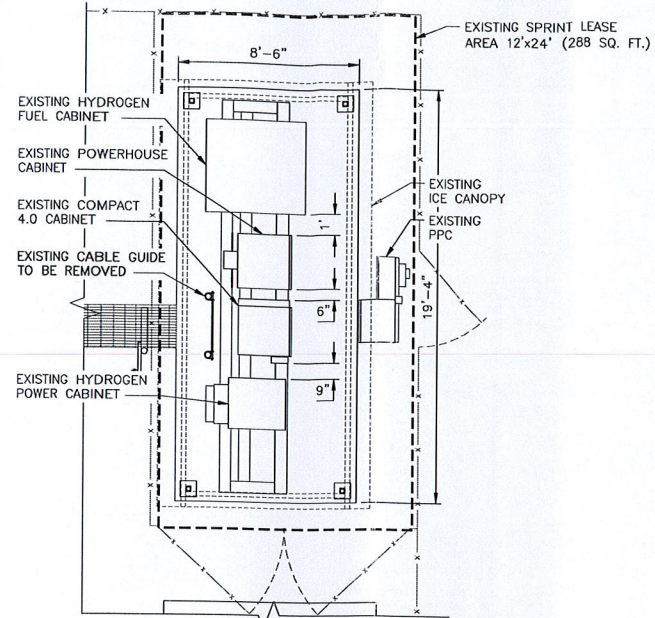 EXISTING SPRINT LEASE
AREA 12'x24' (288 SQ. FT.)
8'-6"
EXISTING HYDROGEN
FUEL CABINET
EXISTING POWERHOUSE
CABINET
EXISTING COMPACT
4.0 CABINET
EXISTING CABLE GUIDE
TO BE REMOVED
EXISTING HYDROGEN
POWER CABINET
1'
6"
9"
EXISTING
ICE CANOPY
EXISTING
PPC
19'-4"